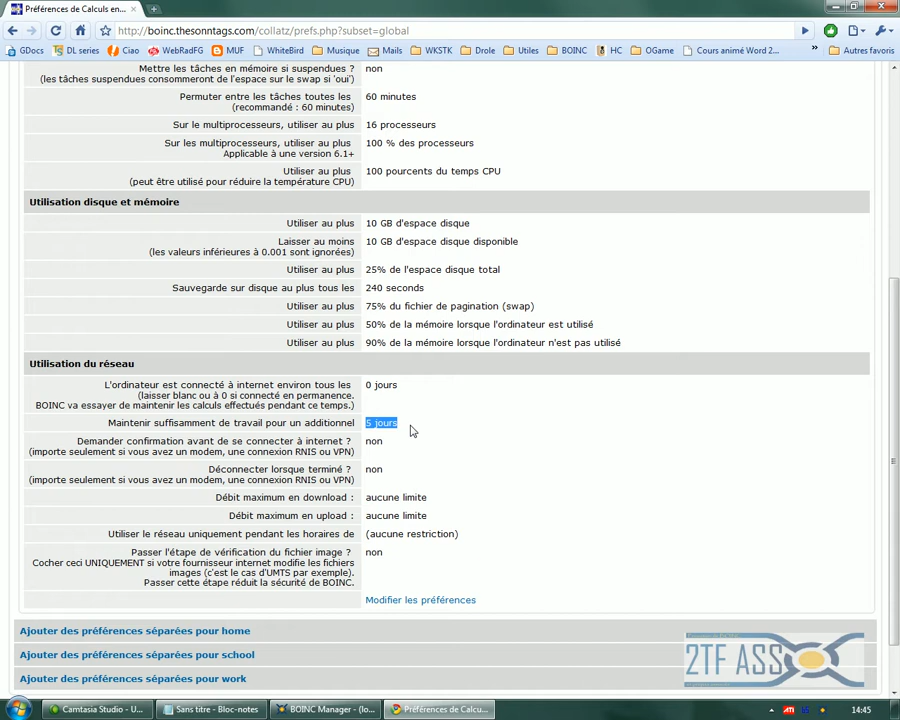 Préférences de Calculs en...
http://boinc.thesonntags.com/collatz/prefs.php?subset=global
GDocs DL series Ciao WebRadFG MUF WhiteBird Musique Mails WKSTK Drole Utiles BOINC HC OGame Cours animé Word 2... » Autres favoris
Mettre les tâches en mémoire si suspendues ? non
(les tâches suspendues consommeront de l'espace sur le swap si 'oui')
Permuter entre les tâches toutes les 60 minutes
(recommandé : 60 minutes)
Sur le multiprocesseurs, utiliser au plus 16 processeurs
Sur les multiprocesseurs, utiliser au plus 100 % des processeurs
Applicable à une version 6.1+
Utiliser au plus 100 pourcents du temps CPU
(peut être utilisé pour réduire la température CPU)
Utilisation disque et mémoire
Utiliser au plus 10 GB d'espace disque
Laisser au moins 10 GB d'espace disque disponible
(les valeurs inférieures à 0.001 sont ignorées)
Utiliser au plus 25% de l'espace disque total
Sauvegarde sur disque au plus tous les 240 seconds
Utiliser au plus 75% du fichier de pagination (swap)
Utiliser au plus 50% de la mémoire lorsque l'ordinateur est utilisé
Utiliser au plus 90% de la mémoire lorsque l'ordinateur n'est pas utilisé
Utilisation du réseau
L'ordinateur est connecté à internet environ tous les 0 jours
(laisser blanc ou à 0 si connecté en permanence.
BOINC va essayer de maintenir les calculs effectués pendant ce temps.)
Maintenir suffisamment de travail pour un additionnel 5 jours
Demander confirmation avant de se connecter à internet ? non
(importe seulement si vous avez un modem, une connexion RNIS ou VPN)
Déconnecter lorsque terminé ? non
(importe seulement si vous avez un modem, une connexion RNIS ou VPN)
Débit maximum en download : aucune limite
Débit maximum en upload : aucune limite
Utiliser le réseau uniquement pendant les horaires de (aucune restriction)
Passer l'étape de vérification du fichier image ? non
Cocher ceci UNIQUEMENT si votre fournisseur internet modifie les fichiers
images (c'est le cas d'UMTS par exemple).
Passer cette étape réduit la sécurité de BOINC.
Modifier les préférences
Ajouter des préférences séparées pour home
Ajouter des préférences séparées pour school
Ajouter des préférences séparées pour work
2TF ASS
Camtasia Studio - U... Sans titre - Bloc-notes BOINC Manager - (lo... Préférences de Calcu... ATI 14:45